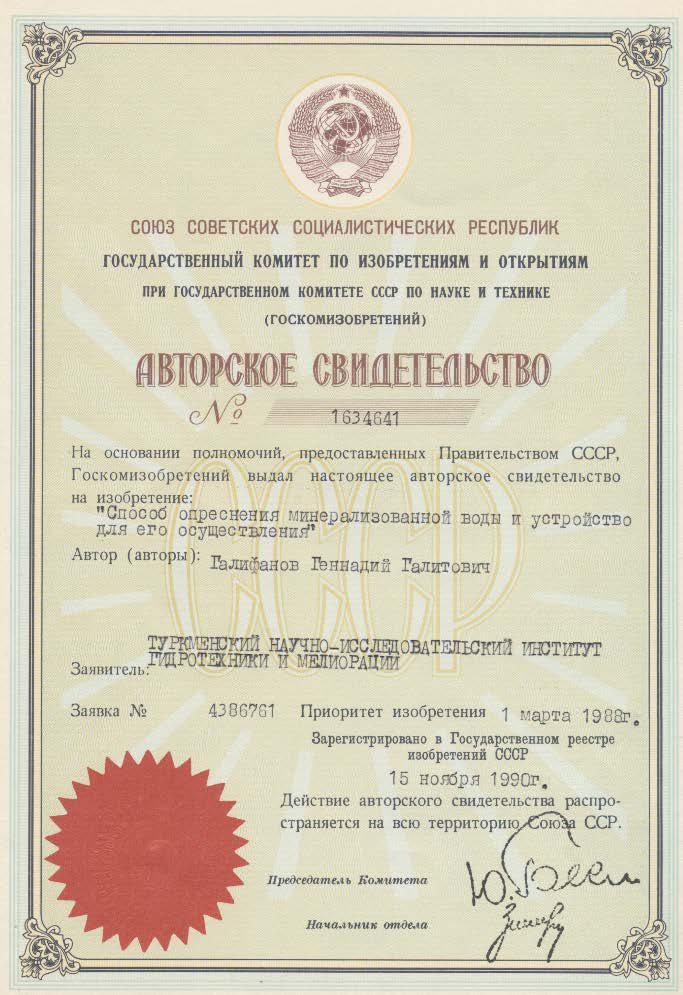 СОЮЗ СОВЕТСКИХ СОЦИАЛИСТИЧЕСКИХ РЕСПУБЛИК
ГОСУДАРСТВЕННЫЙ КОМИТЕТ ПО ИЗОБРЕТЕНИЯМ И ОТКРЫТИЯМ
ПРИ ГОСУДАРСТВЕННОМ КОМИТЕТЕ СССР ПО НАУКЕ И ТЕХНИКЕ
(ГОСКОМИЗОБРЕТЕНИЙ)
АВТОРСКОЕ СВИДЕТЕЛЬСТВО
№ 1634641
СССР
На основании полномочий, предоставленных Правительством СССР,
Госкомизобретений выдал настоящее авторское свидетельство
на изобретение:
"Способ опреснения минерализованной воды и устройство
для его осуществления"
Автор (авторы): Галифанов Геннадий Галитович
ТУРКМЕНСКИЙ НАУЧНО-ИССЛЕДОВАТЕЛЬСКИЙ ИНСТИТУТ
ГИДРОТЕХНИКИ И МЕЛИОРАЦИИ
Заявитель:
Заявка № 4386761 Приоритет изобретения 1 марта 1988г.
Зарегистрировано в Государственном реестре
изобретений СССР
15 ноября 1990г.
Действие авторского свидетельства распро-
страняется на всю территорию Союза ССР.
Председатель Комитета
Начальник отдела